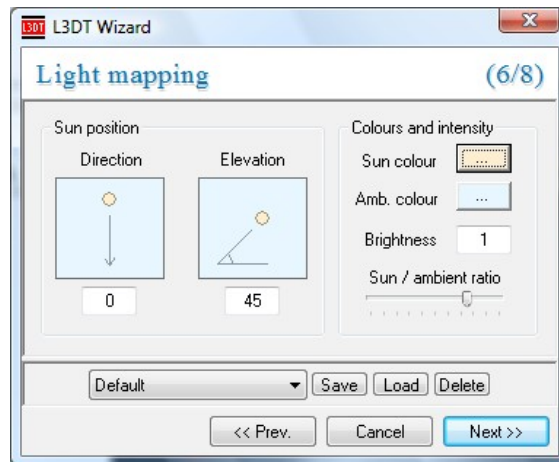 L3DT L3DT Wizard
Light mapping (6/8)
Sun position
Direction
Elevation
0
45
Colours and intensity
Sun colour ...
Amb. colour ...
Brightness 1
Sun / ambient ratio
Default Save Load Delete
<< Prev. Cancel Next >>